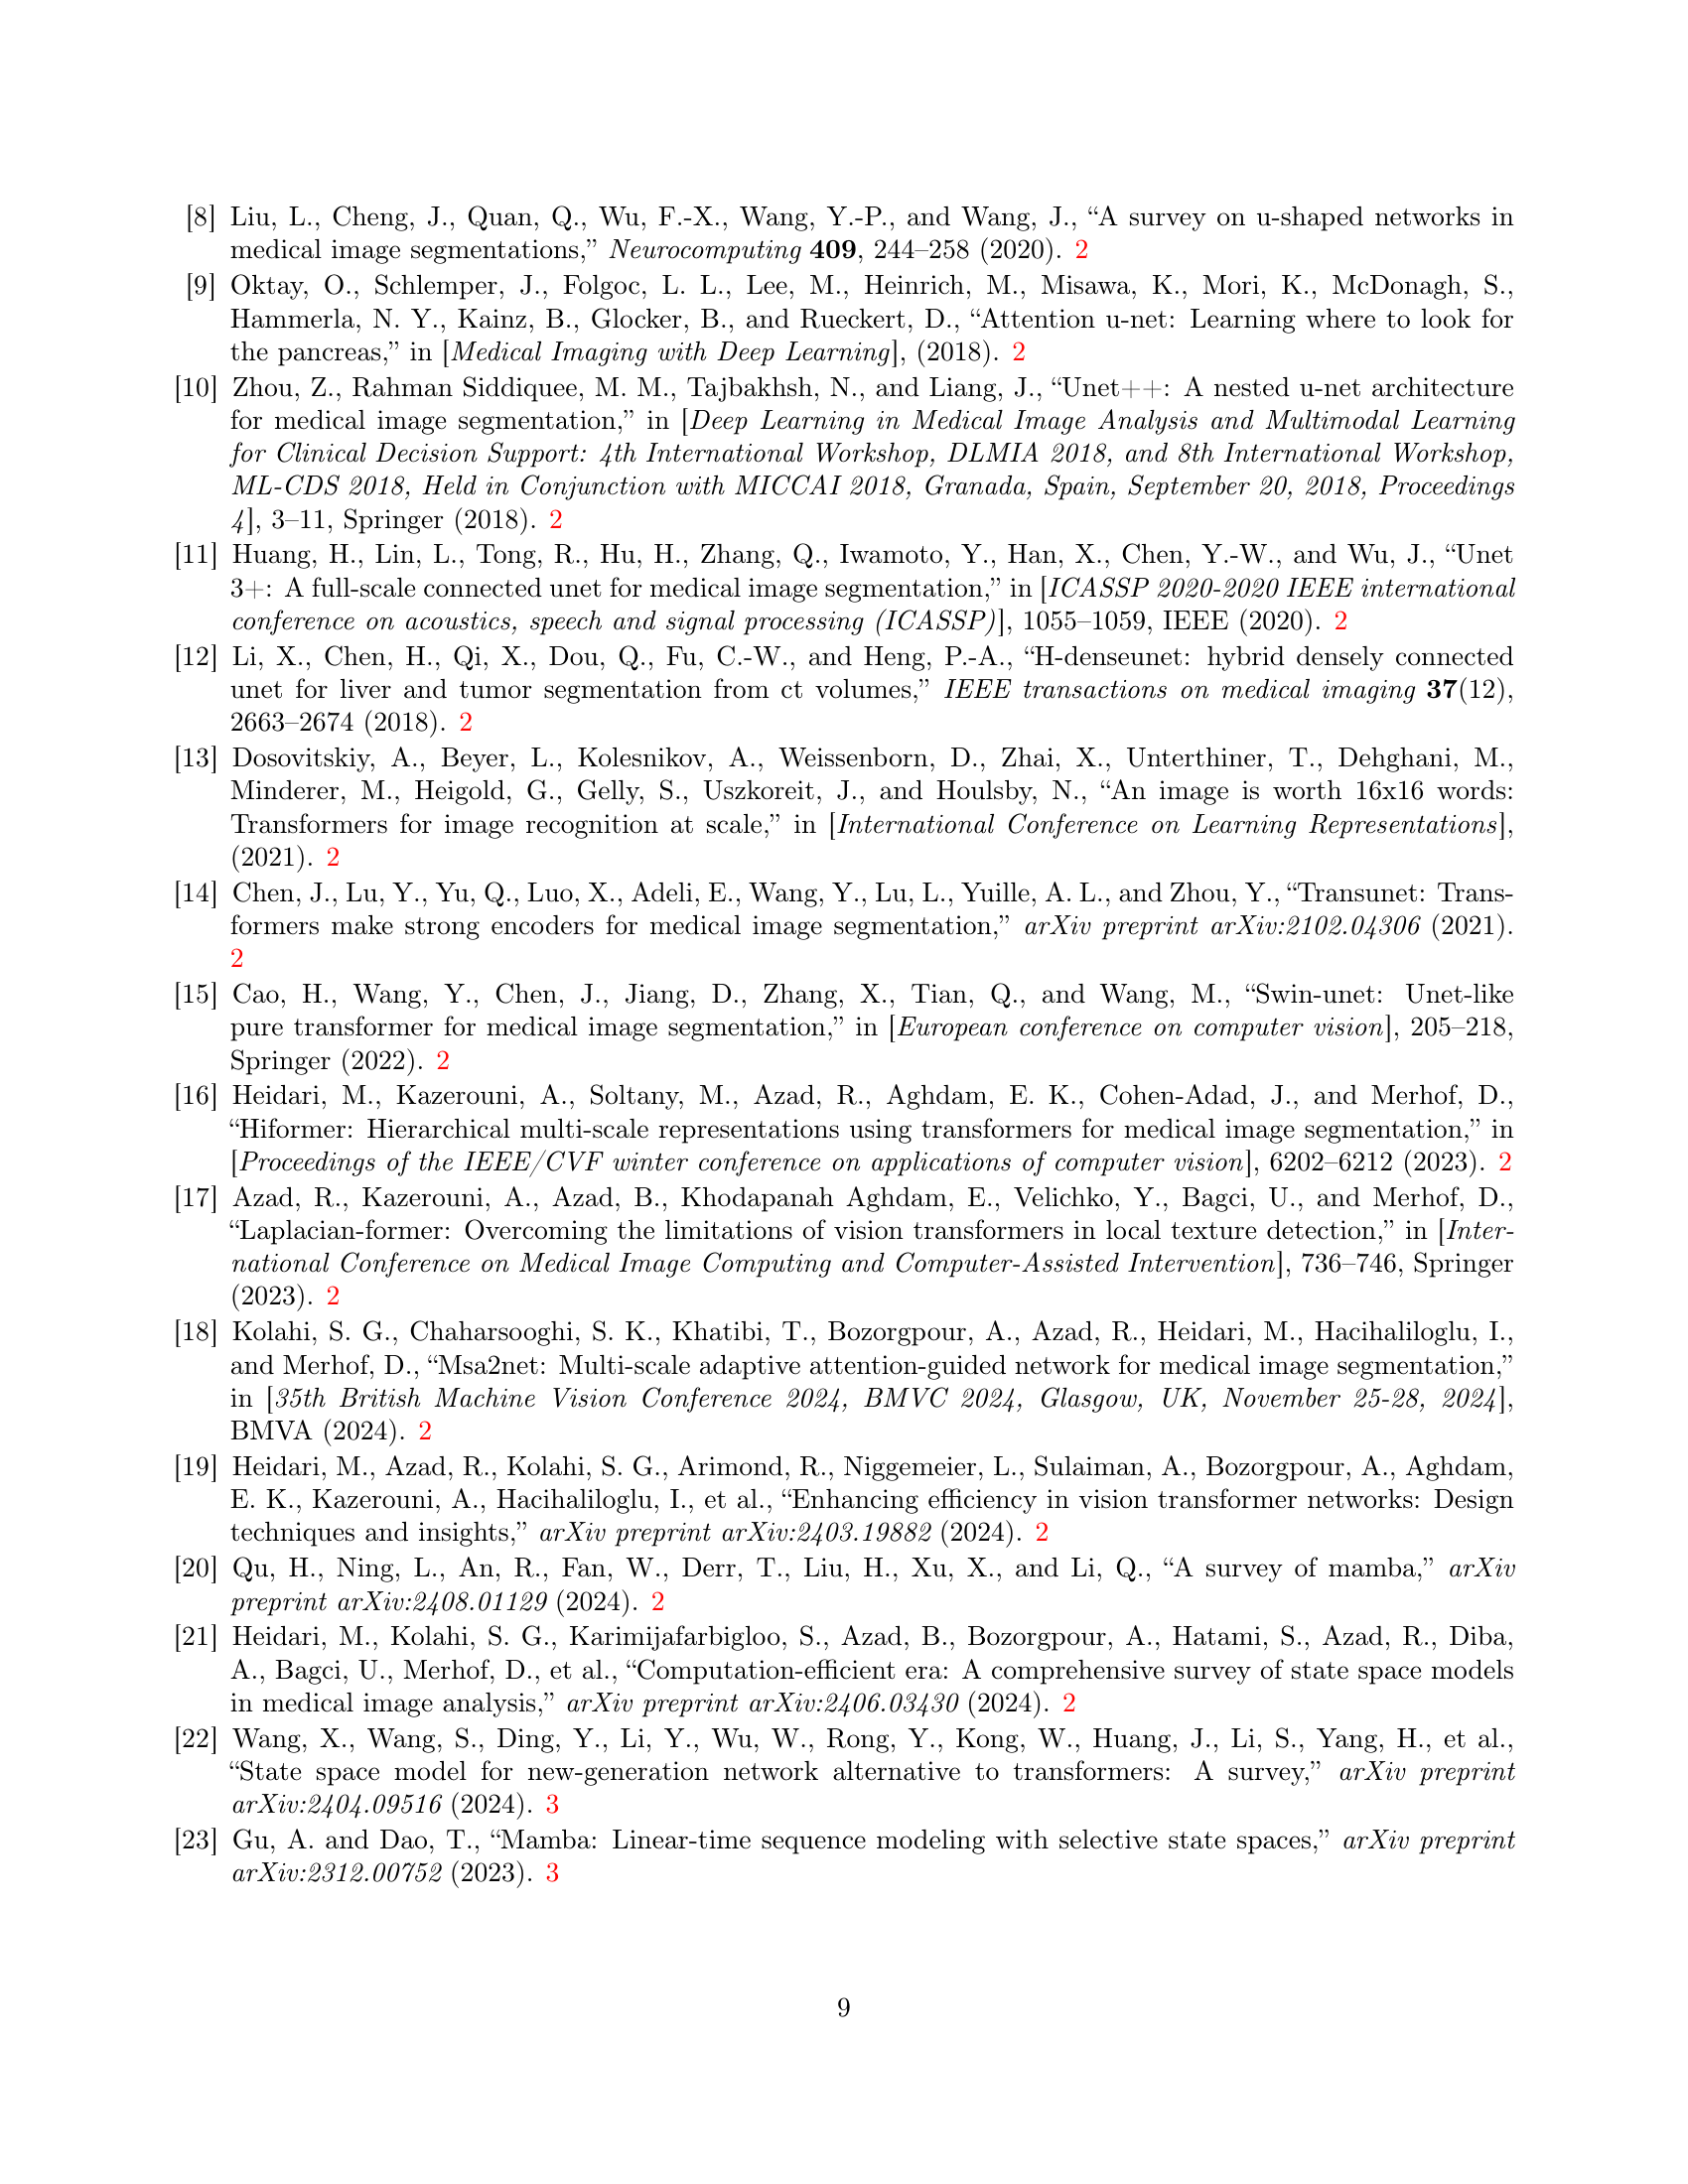 [8] Liu, L., Cheng, J., Quan, Q., Wu, F.-X., Wang, Y.-P., and Wang, J., “A survey on u-shaped networks in
medical image segmentations,” Neurocomputing 409, 244–258 (2020). 2
[9] Oktay, O., Schlemper, J., Folgoc, L. L., Lee, M., Heinrich, M., Misawa, K., Mori, K., McDonagh, S.,
Hammerla, N. Y., Kainz, B., Glocker, B., and Rueckert, D., “Attention u-net: Learning where to look for
the pancreas,” in [Medical Imaging with Deep Learning], (2018). 2
[10] Zhou, Z., Rahman Siddiquee, M. M., Tajbakhsh, N., and Liang, J., “Unet++: A nested u-net architecture
for medical image segmentation,” in [Deep Learning in Medical Image Analysis and Multimodal Learning
for Clinical Decision Support: 4th International Workshop, DLMIA 2018, and 8th International Workshop,
ML-CDS 2018, Held in Conjunction with MICCAI 2018, Granada, Spain, September 20, 2018, Proceedings
4], 3–11, Springer (2018). 2
[11] Huang, H., Lin, L., Tong, R., Hu, H., Zhang, Q., Iwamoto, Y., Han, X., Chen, Y.-W., and Wu, J., “Unet
3+: A full-scale connected unet for medical image segmentation,” in [ICASSP 2020-2020 IEEE international
conference on acoustics, speech and signal processing (ICASSP)], 1055–1059, IEEE (2020). 2
[12] Li, X., Chen, H., Qi, X., Dou, Q., Fu, C.-W., and Heng, P.-A., “H-denseunet: hybrid densely connected
unet for liver and tumor segmentation from ct volumes,” IEEE transactions on medical imaging 37(12),
2663–2674 (2018). 2
[13] Dosovitskiy, A., Beyer, L., Kolesnikov, A., Weissenborn, D., Zhai, X., Unterthiner, T., Dehghani, M.,
Minderer, M., Heigold, G., Gelly, S., Uszkoreit, J., and Houlsby, N., “An image is worth 16x16 words:
Transformers for image recognition at scale,” in [International Conference on Learning Representations],
(2021). 2
[14] Chen, J., Lu, Y., Yu, Q., Luo, X., Adeli, E., Wang, Y., Lu, L., Yuille, A. L., and Zhou, Y., “Transunet: Trans-
formers make strong encoders for medical image segmentation,” arXiv preprint arXiv:2102.04306 (2021).
2
[15] Cao, H., Wang, Y., Chen, J., Jiang, D., Zhang, X., Tian, Q., and Wang, M., “Swin-unet: Unet-like
pure transformer for medical image segmentation,” in [European conference on computer vision], 205–218,
Springer (2022). 2
[16] Heidari, M., Kazerouni, A., Soltany, M., Azad, R., Aghdam, E. K., Cohen-Adad, J., and Merhof, D.,
“Hiformer: Hierarchical multi-scale representations using transformers for medical image segmentation,” in
[Proceedings of the IEEE/CVF winter conference on applications of computer vision], 6202–6212 (2023). 2
[17] Azad, R., Kazerouni, A., Azad, B., Khodapanah Aghdam, E., Velichko, Y., Bagci, U., and Merhof, D.,
“Laplacian-former: Overcoming the limitations of vision transformers in local texture detection,” in [Inter-
national Conference on Medical Image Computing and Computer-Assisted Intervention], 736–746, Springer
(2023). 2
[18] Kolahi, S. G., Chaharsooghi, S. K., Khatibi, T., Bozorgpour, A., Azad, R., Heidari, M., Hacihaliloglu, I.,
and Merhof, D., “Msa2net: Multi-scale adaptive attention-guided network for medical image segmentation,”
in [35th British Machine Vision Conference 2024, BMVC 2024, Glasgow, UK, November 25-28, 2024],
BMVA (2024). 2
[19] Heidari, M., Azad, R., Kolahi, S. G., Arimond, R., Niggemeier, L., Sulaiman, A., Bozorgpour, A., Aghdam,
E. K., Kazerouni, A., Hacihaliloglu, I., et al., “Enhancing efficiency in vision transformer networks: Design
techniques and insights,” arXiv preprint arXiv:2403.19882 (2024). 2
[20] Qu, H., Ning, L., An, R., Fan, W., Derr, T., Liu, H., Xu, X., and Li, Q., “A survey of mamba,” arXiv
preprint arXiv:2408.01129 (2024). 2
[21] Heidari, M., Kolahi, S. G., Karimijafarbigloo, S., Azad, B., Bozorgpour, A., Hatami, S., Azad, R., Diba,
A., Bagci, U., Merhof, D., et al., “Computation-efficient era: A comprehensive survey of state space models
in medical image analysis,” arXiv preprint arXiv:2406.03430 (2024). 2
[22] Wang, X., Wang, S., Ding, Y., Li, Y., Wu, W., Rong, Y., Kong, W., Huang, J., Li, S., Yang, H., et al.,
“State space model for new-generation network alternative to transformers: A survey,” arXiv preprint
arXiv:2404.09516 (2024). 3
[23] Gu, A. and Dao, T., “Mamba: Linear-time sequence modeling with selective state spaces,” arXiv preprint
arXiv:2312.00752 (2023). 3
9